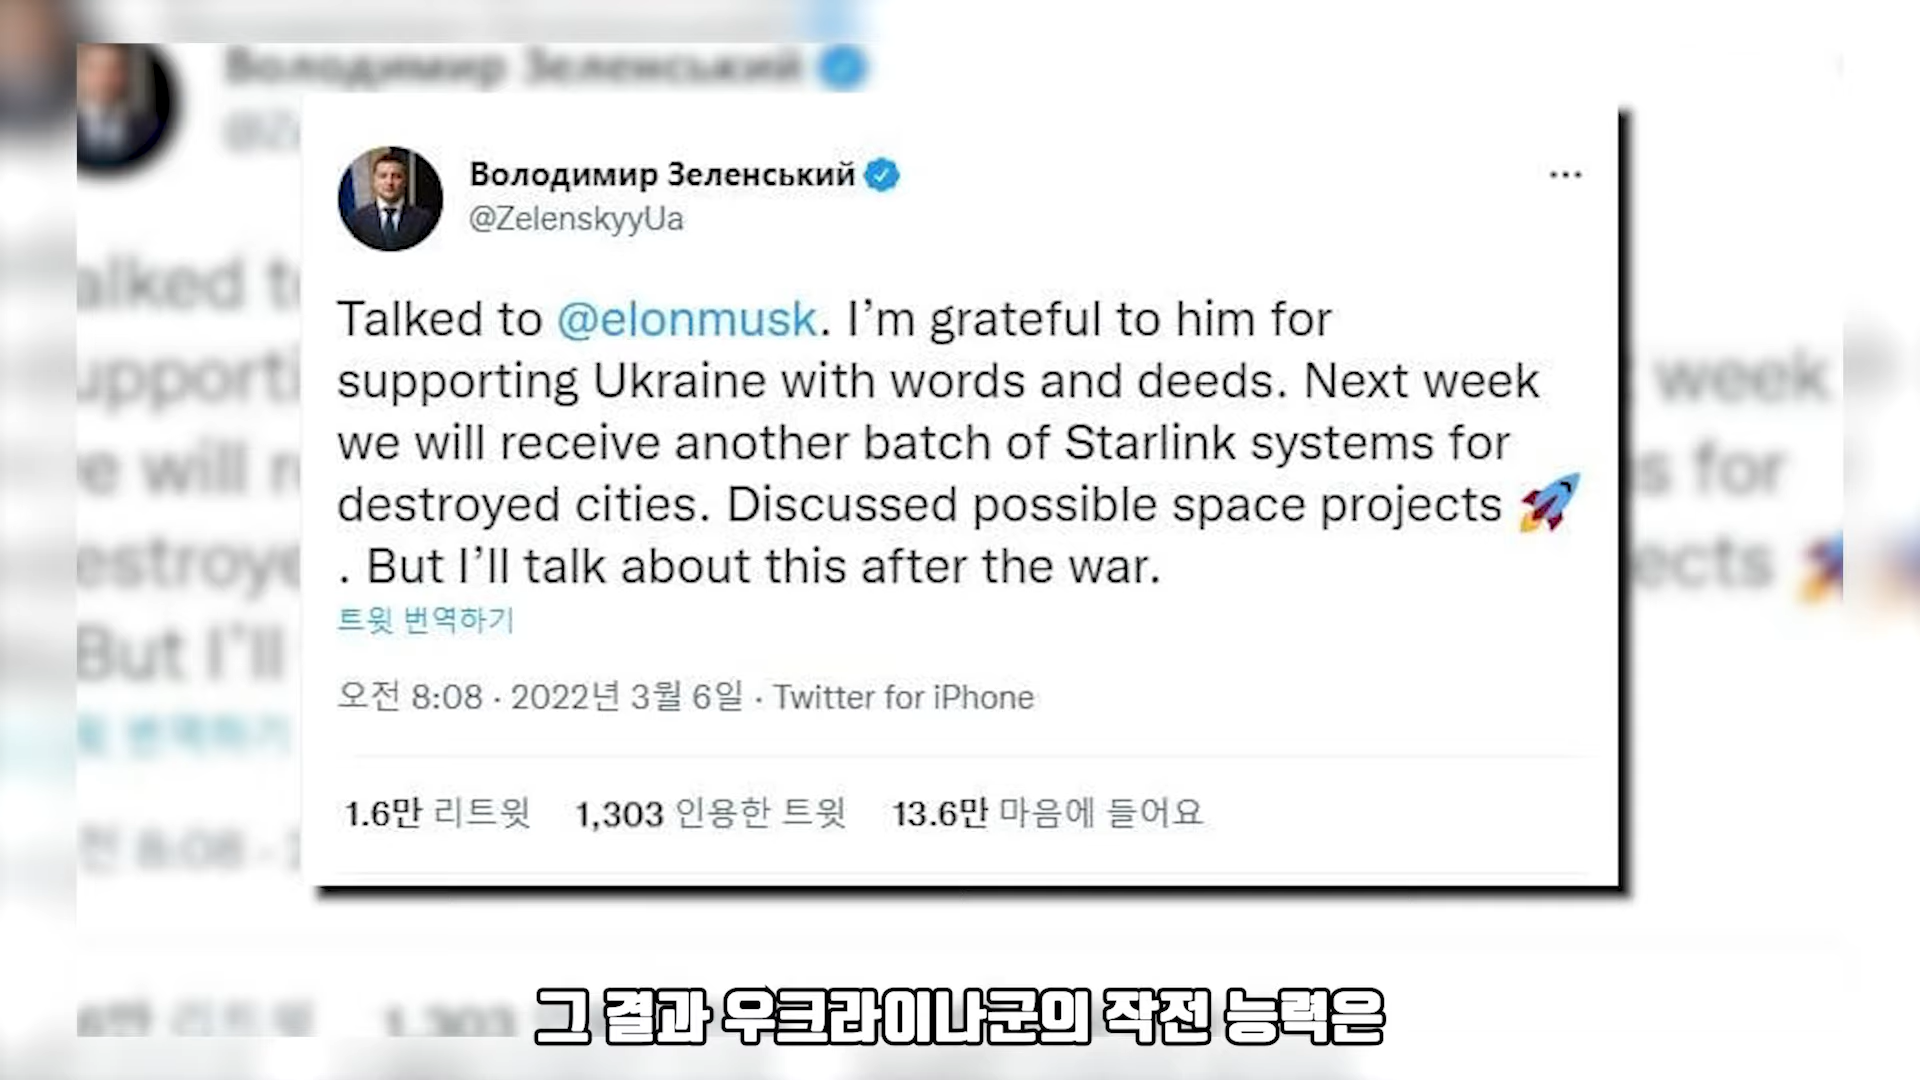 Володимир Зеленський
@ZelenskyyUa
Talked to @elonmusk. I’m grateful to him for
supporting Ukraine with words and deeds. Next week
we will receive another batch of Starlink systems for
destroyed cities. Discussed possible space projects 🚀
. But I’ll talk about this after the war.
트윗 번역하기
오전 8:08 · 2022년 3월 6일 · Twitter for iPhone
1.6만 리트윗 1,303 인용한 트윗 13.6만 마음에 들어요
그 결과 우크라이나군의 작전 능력은